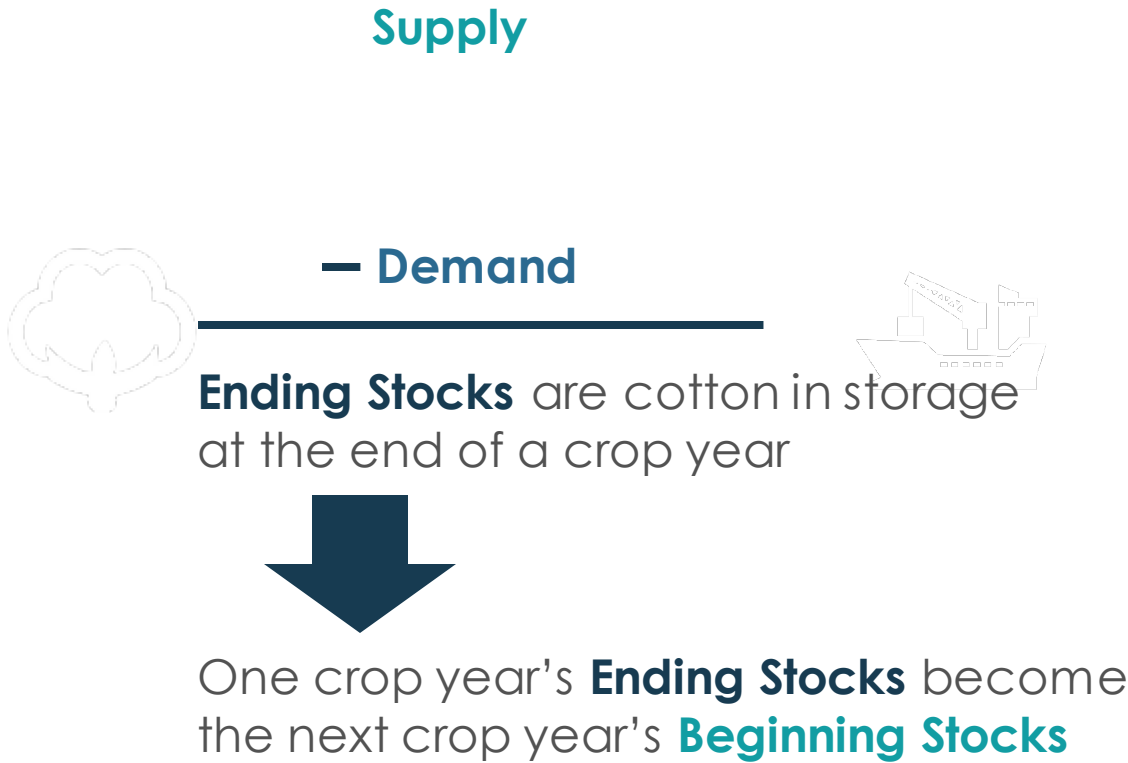 Supply
– Demand
Ending Stocks are cotton in storage
at the end of a crop year
One crop year’s Ending Stocks become
the next crop year’s Beginning Stocks